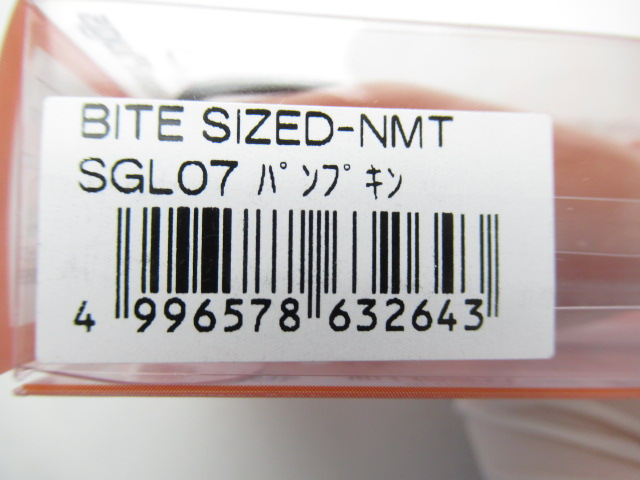 BITE SIZED-NMT
SGL07 ﾊﾟﾝﾌﾟｷﾝ
4 996578 632643